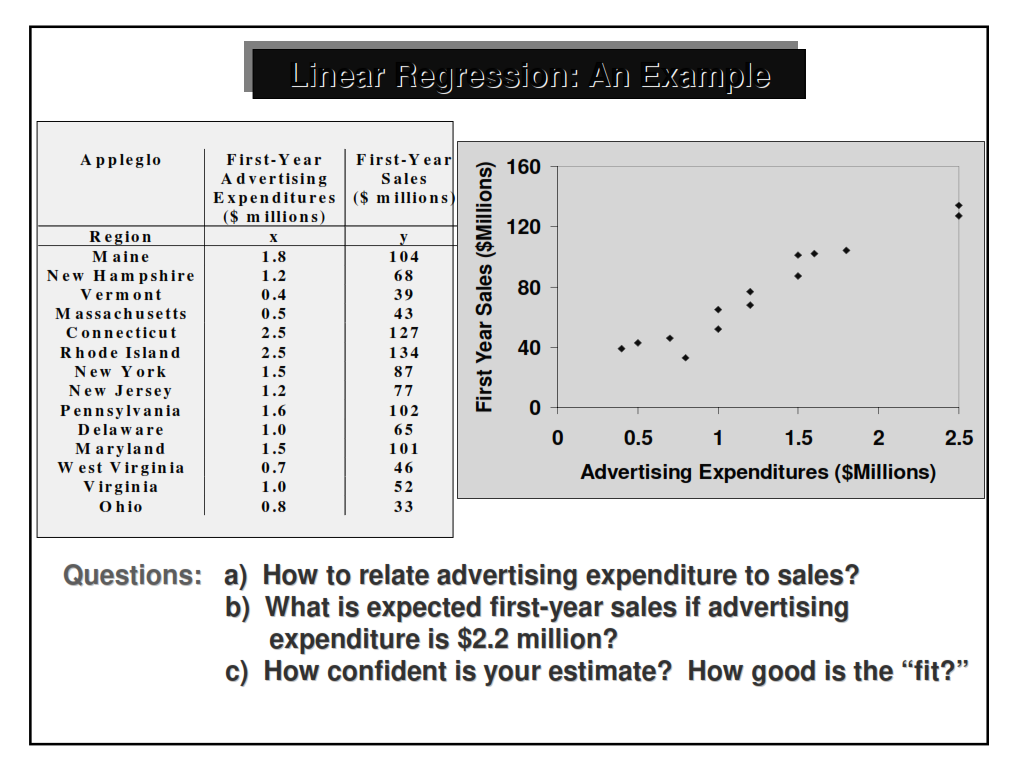 Linear Regression: An Example
Appleglo First-Year First-Year
Advertising Sales
Expenditures ($ millions)
($ millions)
Region x y
Maine 1.8 104
New Hampshire 1.2 68
Vermont 0.4 39
Massachusetts 0.5 43
Connecticut 2.5 127
Rhode Island 2.5 134
New York 1.5 87
New Jersey 1.2 77
Pennsylvania 1.6 102
Delaware 1.0 65
Maryland 1.5 101
West Virginia 0.7 46
Virginia 1.0 52
Ohio 0.8 33
First Year Sales ($Millions)
160
120
80
40
0
0 0.5 1 1.5 2 2.5
Advertising Expenditures ($Millions)
Questions: a) How to relate advertising expenditure to sales?
b) What is expected first-year sales if advertising
expenditure is $2.2 million?
c) How confident is your estimate? How good is the “fit?”